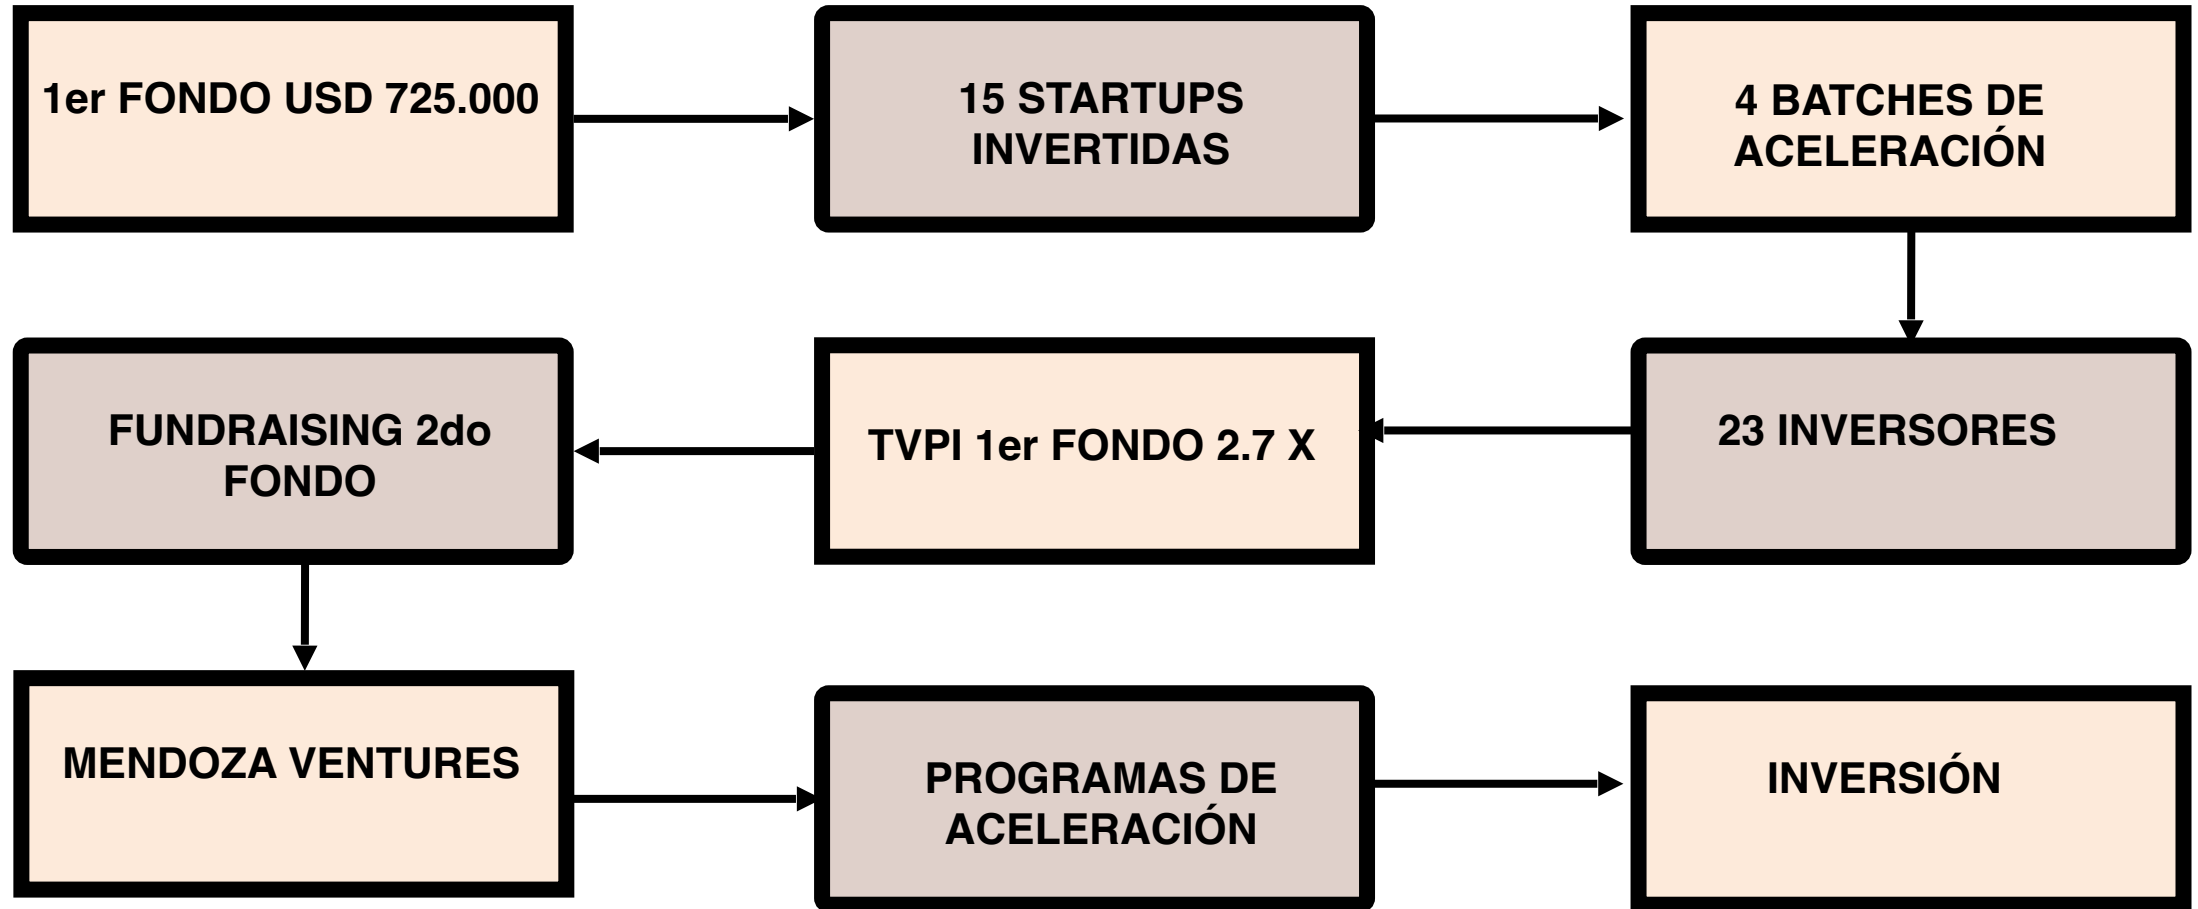 1er FONDO USD 725.000
15 STARTUPS
INVERTIDAS
4 BATCHES DE
ACELERACIÓN
23 INVERSORES
TVPI 1er FONDO 2.7 X
FUNDRAISING 2do
FONDO
MENDOZA VENTURES
PROGRAMAS DE
ACELERACIÓN
INVERSIÓN